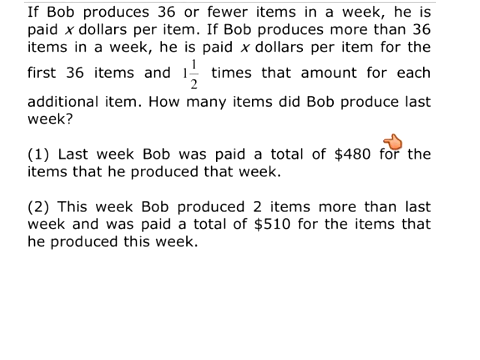 If Bob produces 36 or fewer items in a week, he is
paid x dollars per item. If Bob produces more than 36
items in a week, he is paid x dollars per item for the
first 36 items and 1 1/2 times that amount for each
additional item. How many items did Bob produce last
week?
(1) Last week Bob was paid a total of $480 for the
items that he produced that week.
(2) This week Bob produced 2 items more than last
week and was paid a total of $510 for the items that
he produced this week.